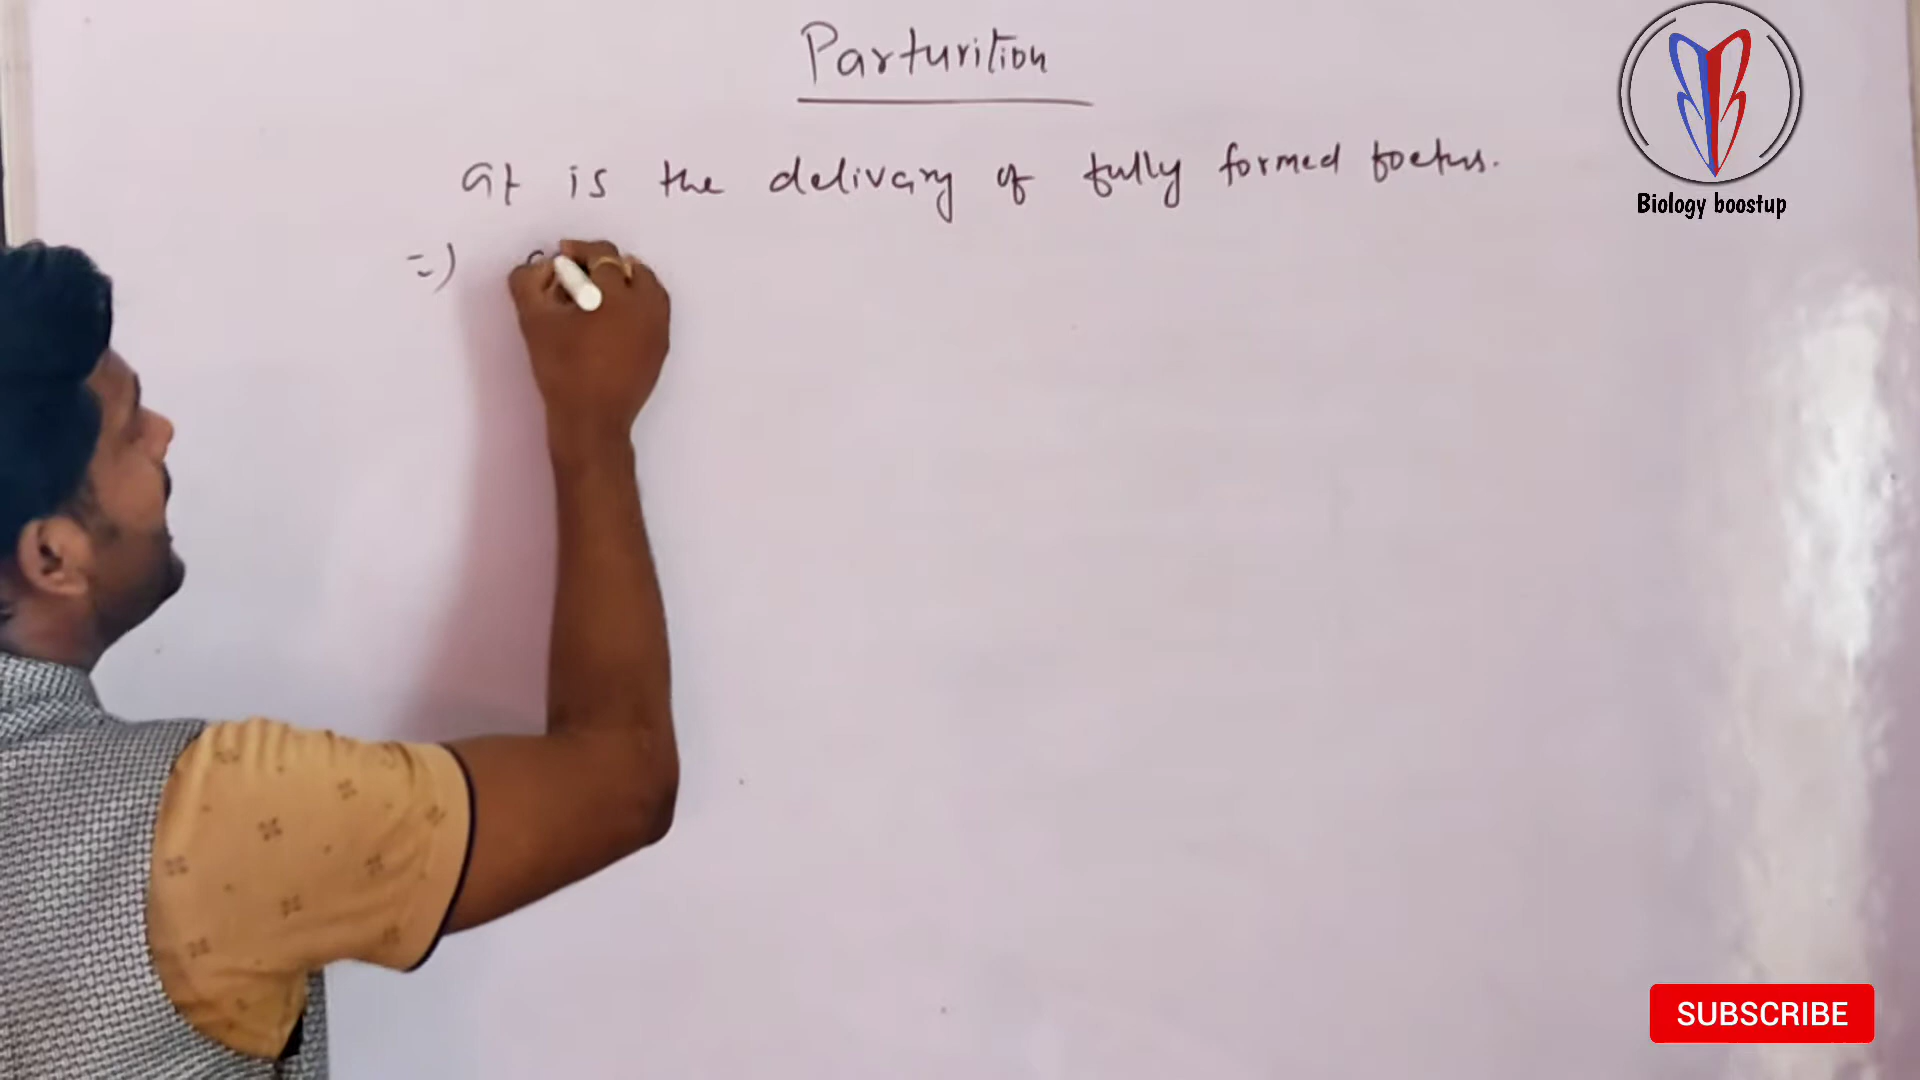 Parturition
It is the delivary of fully formed foetus.
=)
Biology boostup
SUBSCRIBE